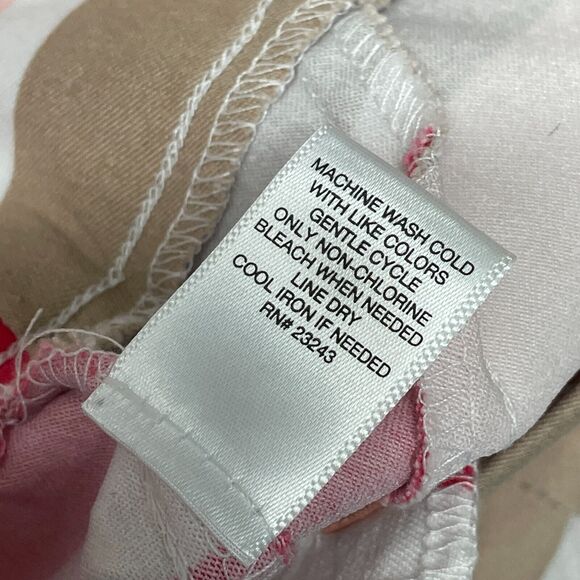 MACHINE WASH COLD
WITH LIKE COLORS
GENTLE CYCLE
ONLY NON-CHLORINE
BLEACH WHEN NEEDED
LINE DRY
COOL IRON IF NEEDED
RN# 23243